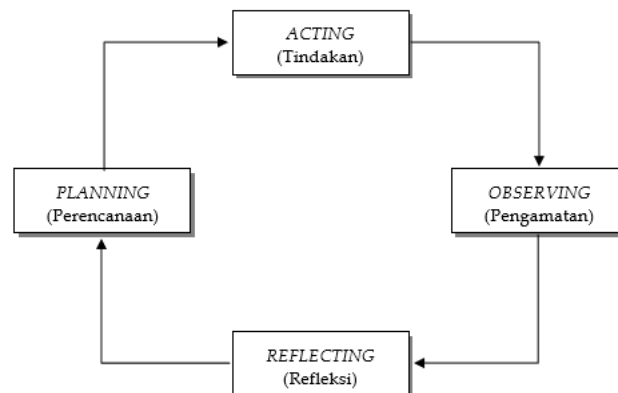 ACTING
(Tindakan)
PLANNING
(Perencanaan)
OBSERVING
(Pengamatan)
REFLECTING
(Refleksi)